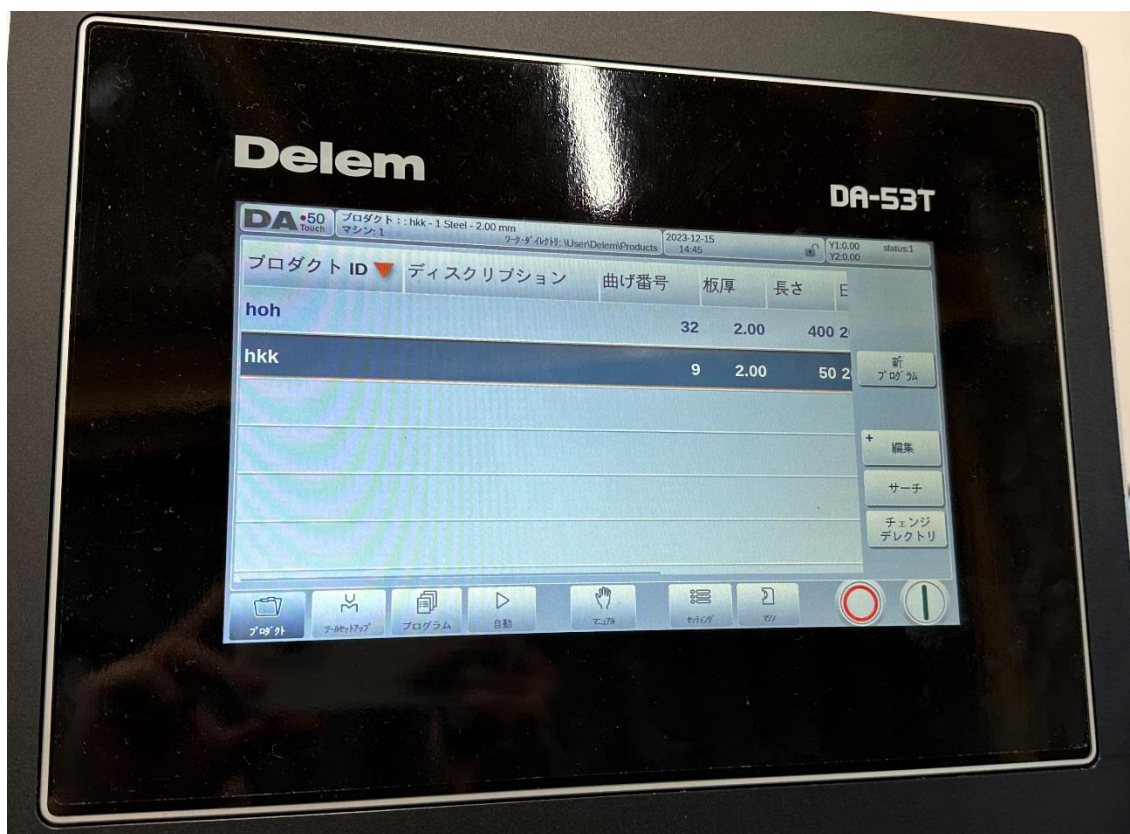 Delem
DA-53T
DA•50 Touch
プロダクト : : hkk - 1 Steel - 2.00 mm
マシン: 1
ワーク・ダイレクトリ: \User\Delem\Products
2023-12-15
14:45
Y1:0.00 status:1
Y2:0.00
プロダクト ID ディスクリプション 曲げ番号 板厚 長さ
hoh 32 2.00 400 2
hkk 9 2.00 50 2
新
プログラム
+ 編集
サーチ
チェンジ
デレクトリ
プロダクト ツールセットアップ プログラム 自動 マニュアル セッティング マシン